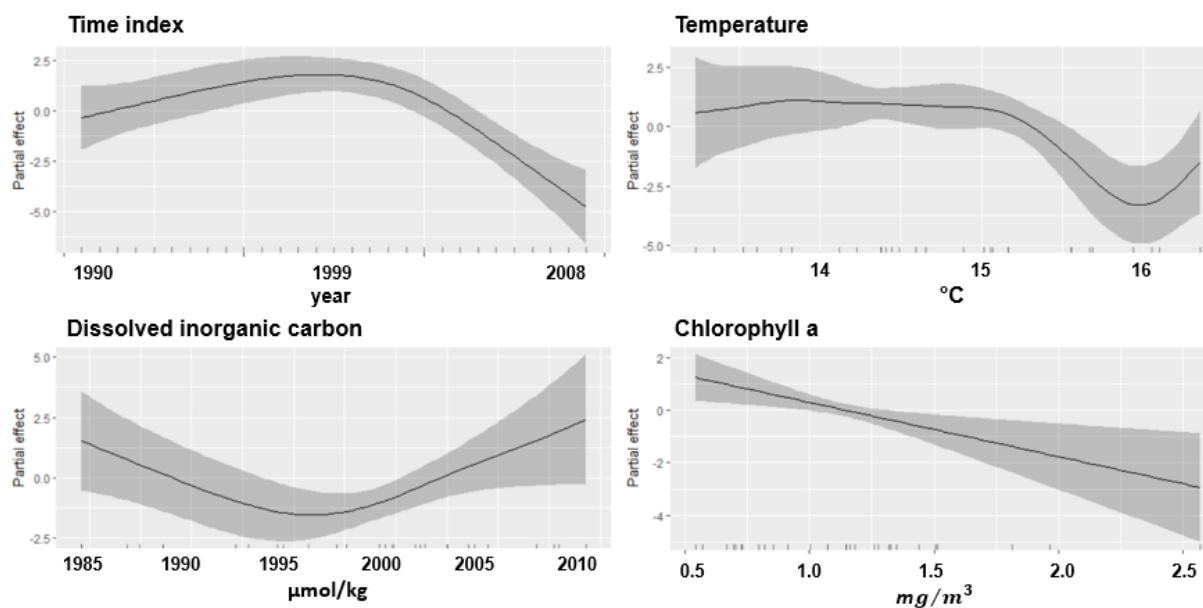 Time index
Partial effect
2.5
0.0
-2.5
-5.0
1990 1999 2008
year
Temperature
Partial effect
2.5
0.0
-2.5
-5.0
14 15 16
°C
Dissolved inorganic carbon
Partial effect
5.0
2.5
0.0
-2.5
1985 1990 1995 2000 2005 2010
μmol/kg
Chlorophyll a
Partial effect
2
0
-2
-4
0.5 1.0 1.5 2.0 2.5
mg/m³